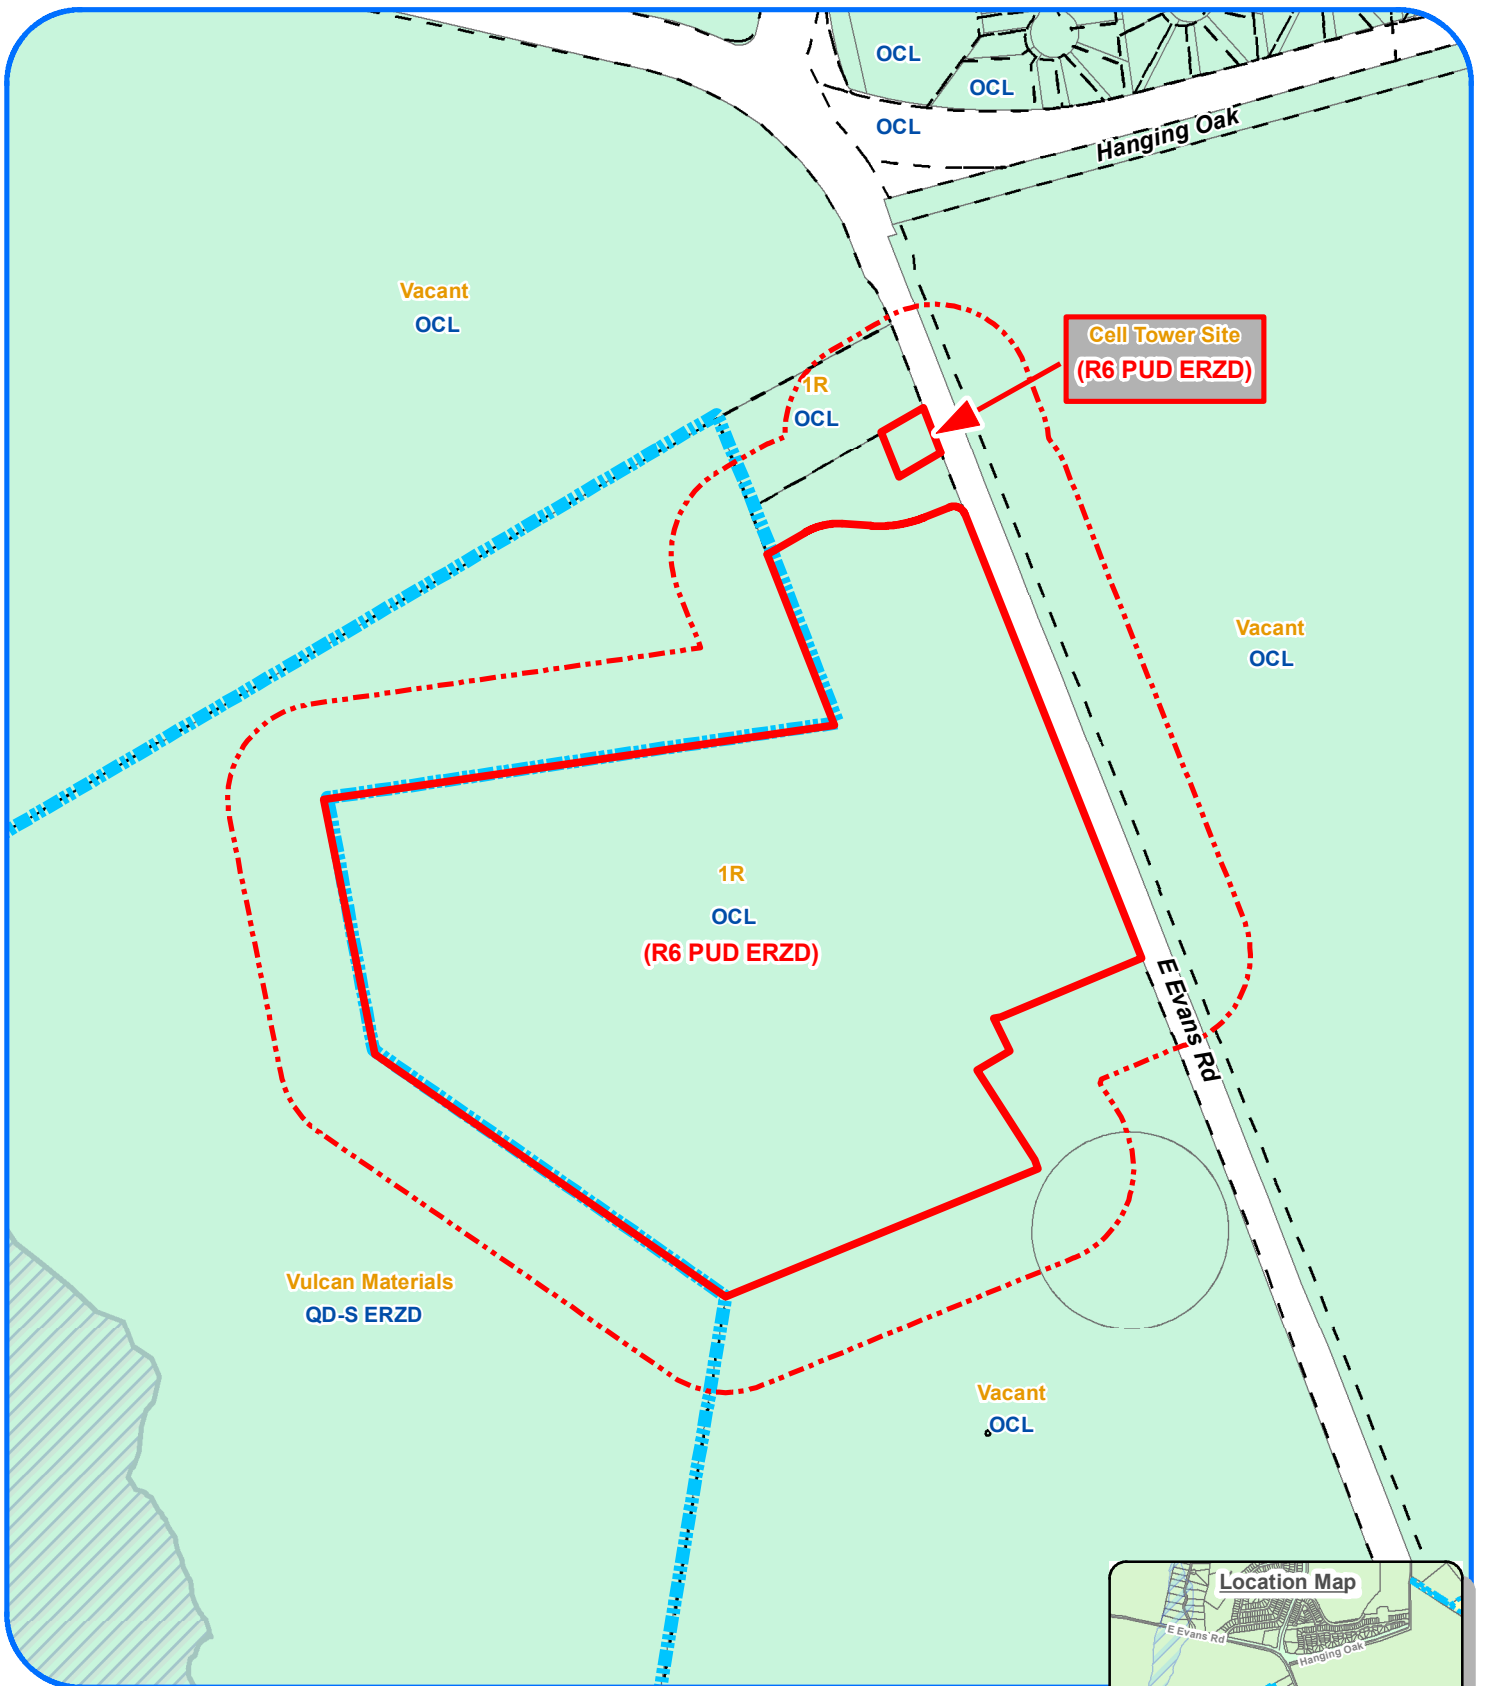 OCL
OCL
OCL
Hanging Oak
Vacant
OCL
Cell Tower Site
(R6 PUD ERZD)
1R
OCL
Vacant
OCL
1R
OCL
(R6 PUD ERZD)
E Evans Rd
Vulcan Materials
QD-S ERZD
Vacant
OCL
Location Map
E Evans Rd
Hanging Oak